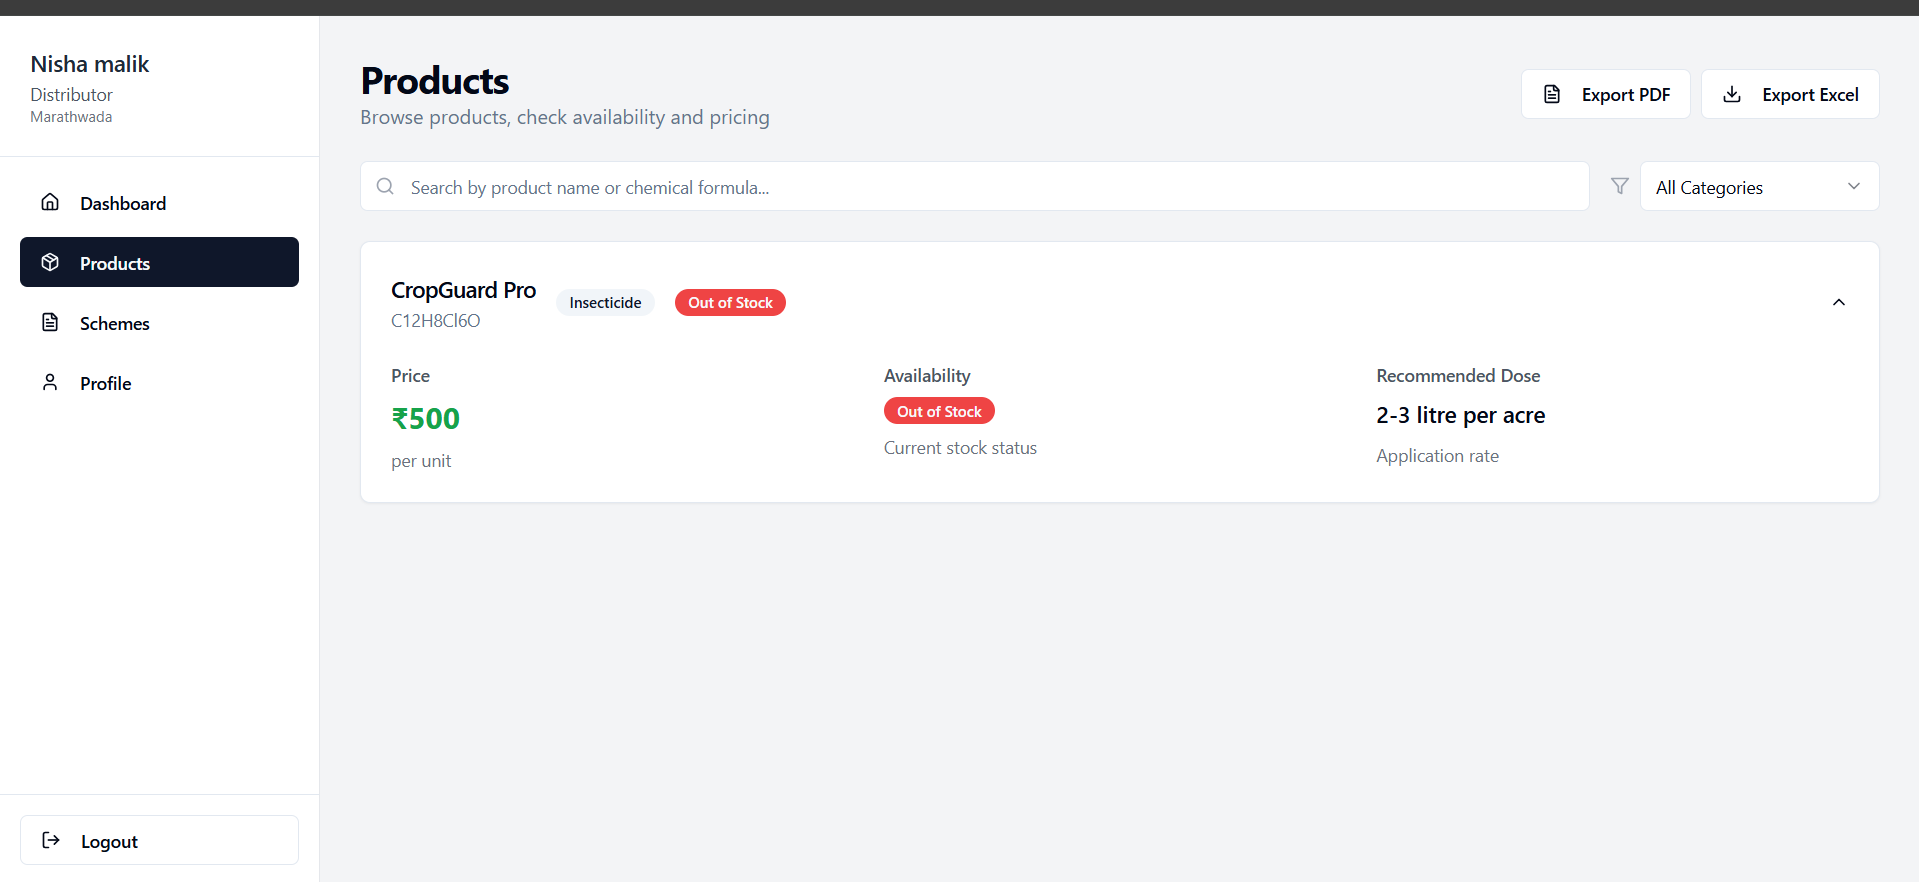 Nisha malik
Distributor
Marathwada
Dashboard
Products
Schemes
Profile
Logout
Products
Browse products, check availability and pricing
Export PDF
Export Excel
Search by product name or chemical formula...
All Categories
CropGuard Pro
C12H8Cl6O
Insecticide
Out of Stock
Price
₹500
per unit
Availability
Out of Stock
Current stock status
Recommended Dose
2-3 litre per acre
Application rate